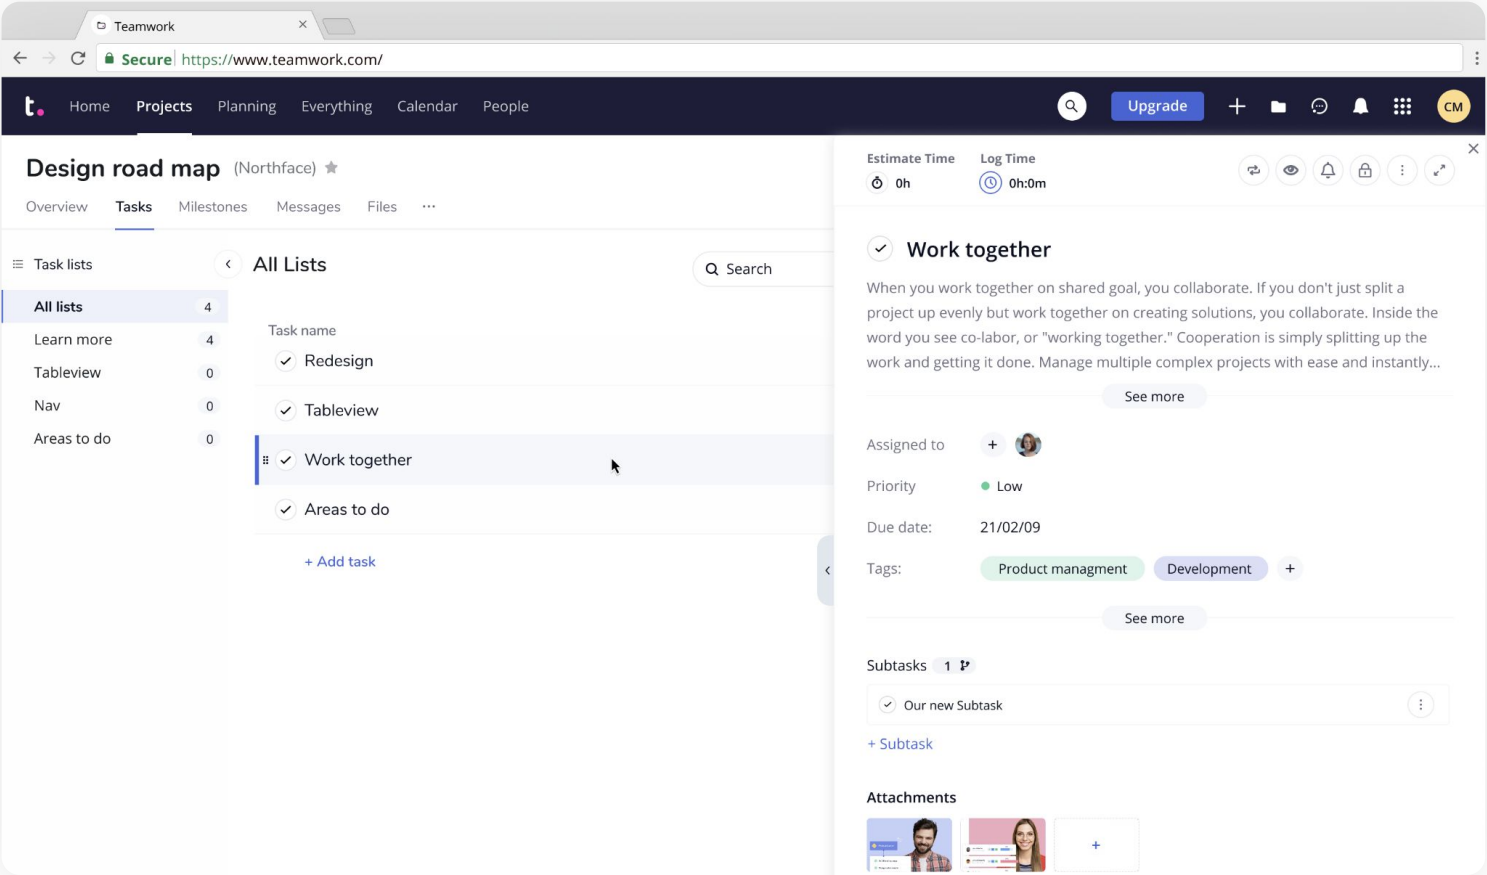 Teamwork
Secure https://www.teamwork.com/
t. Home Projects Planning Everything Calendar People Upgrade CM
Design road map (Northface)
Overview Tasks Milestones Messages Files ...
Task lists
All lists 4
Learn more 4
Tableview 0
Nav 0
Areas to do 0
All Lists
Search
Task name
Redesign
Tableview
Work together
Areas to do
+ Add task
Estimate Time Log Time
0h 0h:0m
Work together
When you work together on shared goal, you collaborate. If you don't just split a
project up evenly but work together on creating solutions, you collaborate. Inside the
word you see co-labor, or "working together." Cooperation is simply splitting up the
work and getting it done. Manage multiple complex projects with ease and instantly...
See more
Assigned to +
Priority Low
Due date: 21/02/09
Tags: Product managment Development +
See more
Subtasks 1
Our new Subtask
+ Subtask
Attachments
+